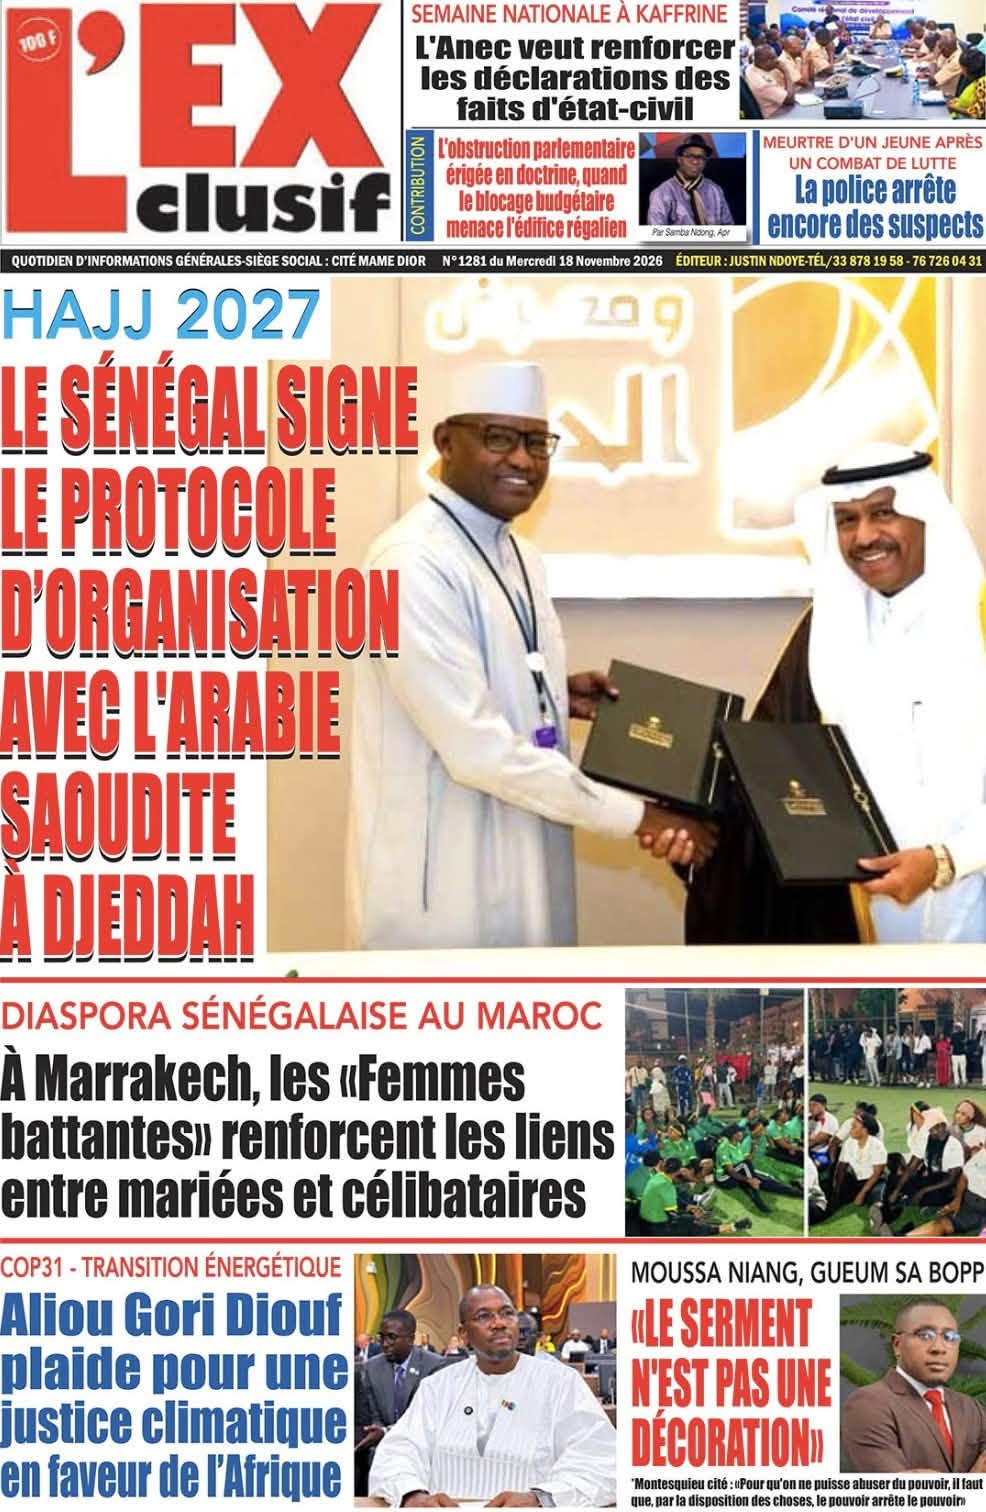 100 F
L'EX
clusif
SEMAINE NATIONALE À KAFFRINE
L'Anec veut renforcer
les déclarations des
faits d'état-civil
CONTRIBUTION
L'obstruction parlementaire
érigée en doctrine, quand
le blocage budgétaire
menace l'édifice régalien
Par Samba Ndong, Apr
MEURTRE D'UN JEUNE APRÈS
UN COMBAT DE LUTTE
La police arrête
encore des suspects
QUOTIDIEN D'INFORMATIONS GÉNÉRALES-SIÈGE SOCIAL : CITÉ MAME DIOR N°1281 du Mercredi 18 Novembre 2026 ÉDITEUR : JUSTIN NDOYE-TÉL/33 878 19 58 - 76 726 04 31
HAJJ 2027
LE SÉNÉGAL SIGNE
LE PROTOCOLE
D'ORGANISATION
AVEC L'ARABIE
SAOUDITE
À DJEDDAH
ومعرض
الحج
DIASPORA SÉNÉGALAISE AU MAROC
À Marrakech, les «Femmes
battantes» renforcent les liens
entre mariées et célibataires
COP31 - TRANSITION ÉNERGÉTIQUE
Aliou Gori Diouf
plaide pour une
justice climatique
en faveur de l'Afrique
MOUSSA NIANG, GUEUM SA BOPP
«LE SERMENT
N'EST PAS UNE
DÉCORATION»
*Montesquieu cité : «Pour qu'on ne puisse abuser du pouvoir, il faut
que, par la disposition des choses, le pouvoir arrête le pouvoir»